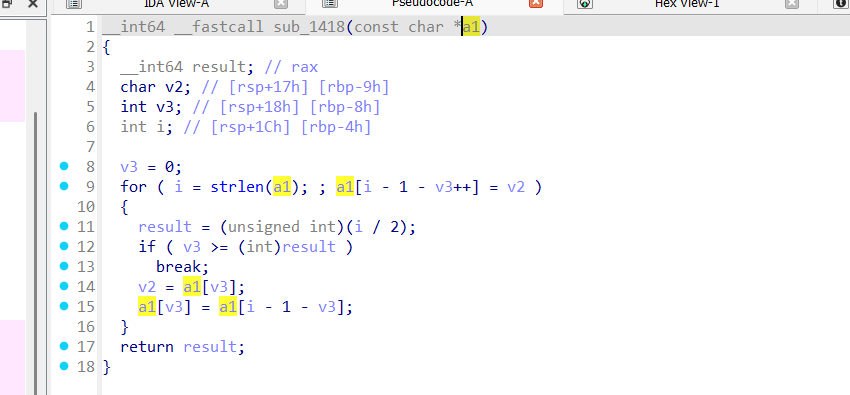 IDA View-A Pseudocode-A Hex View-1
1 __int64 __fastcall sub_1418(const char *a1)
2 {
3 __int64 result; // rax
4 char v2; // [rsp+17h] [rbp-9h]
5 int v3; // [rsp+18h] [rbp-8h]
6 int i; // [rsp+1Ch] [rbp-4h]
7
8 v3 = 0;
9 for ( i = strlen(a1); ; a1[i - 1 - v3++] = v2 )
10 {
11 result = (unsigned int)(i / 2);
12 if ( v3 >= (int)result )
13 break;
14 v2 = a1[v3];
15 a1[v3] = a1[i - 1 - v3];
16 }
17 return result;
18 }